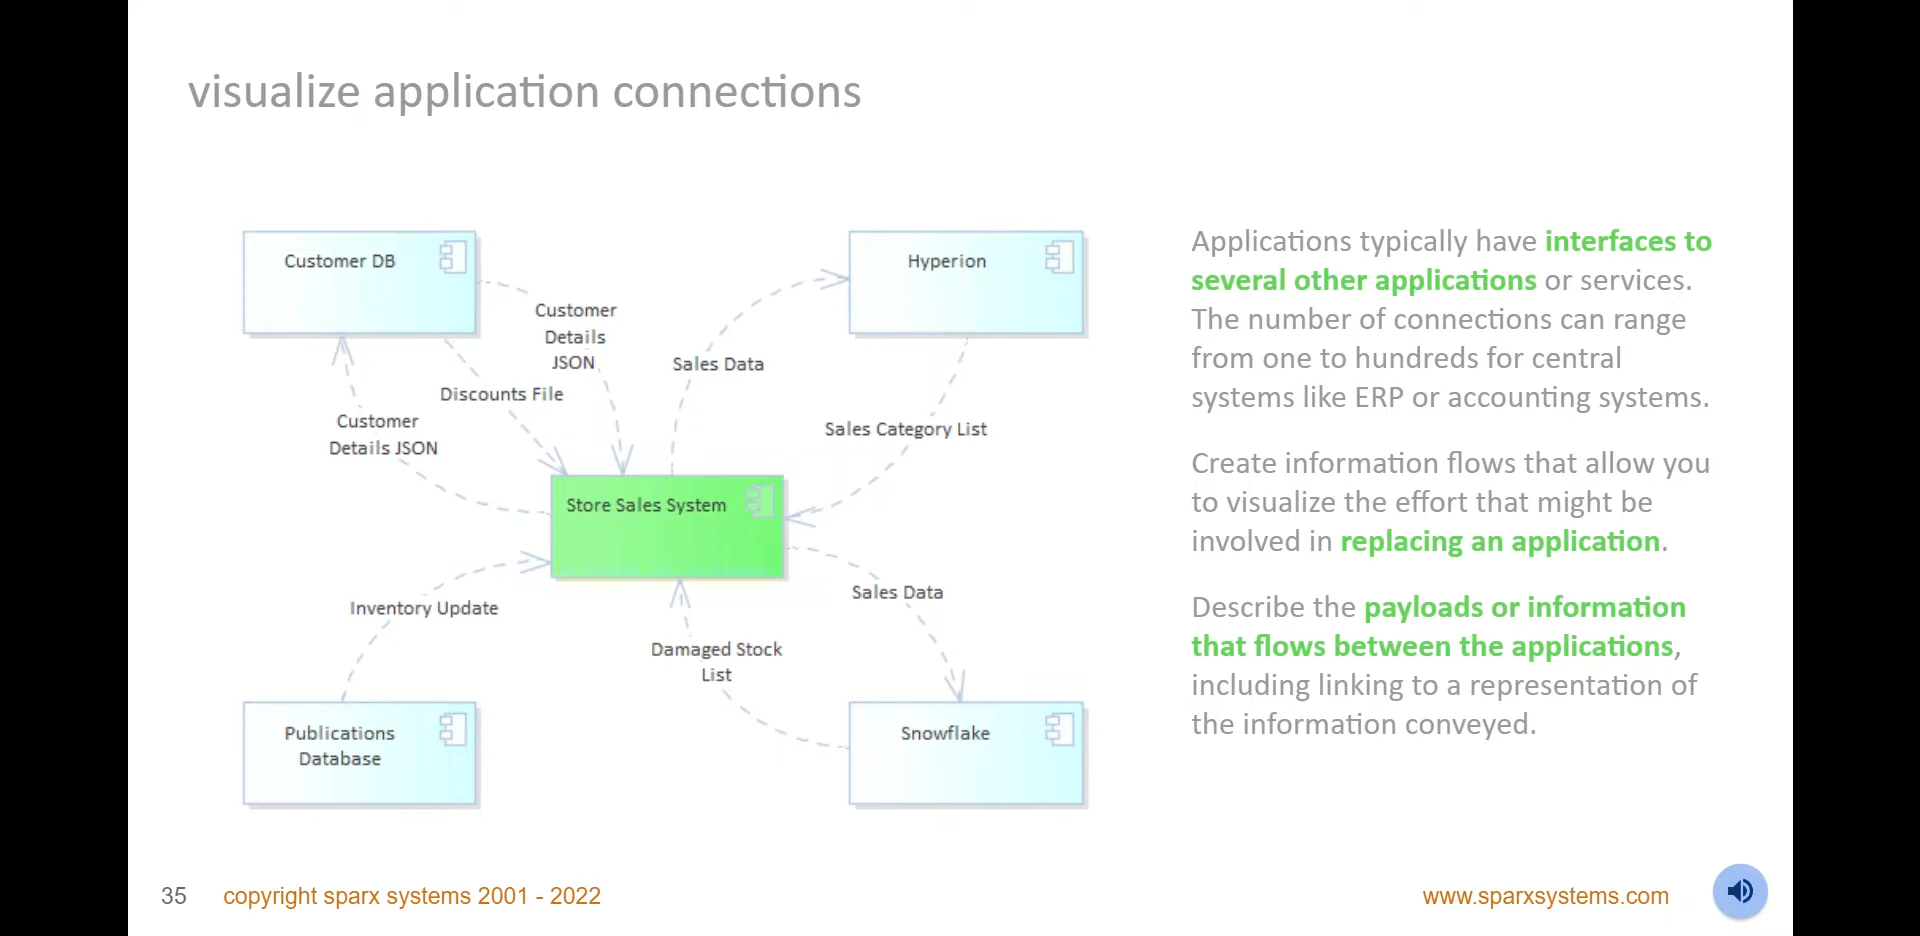 visualize application connections
Customer DB
Hyperion
Customer
Details
JSON
Sales Data
Discounts File
Customer
Details JSON
Sales Category List
Store Sales System
Inventory Update
Sales Data
Damaged Stock
List
Publications
Database
Snowflake
Applications typically have interfaces to
several other applications or services.
The number of connections can range
from one to hundreds for central
systems like ERP or accounting systems.
Create information flows that allow you
to visualize the effort that might be
involved in replacing an application.
Describe the payloads or information
that flows between the applications,
including linking to a representation of
the information conveyed.
35
copyright sparx systems 2001 - 2022
www.sparxsystems.com